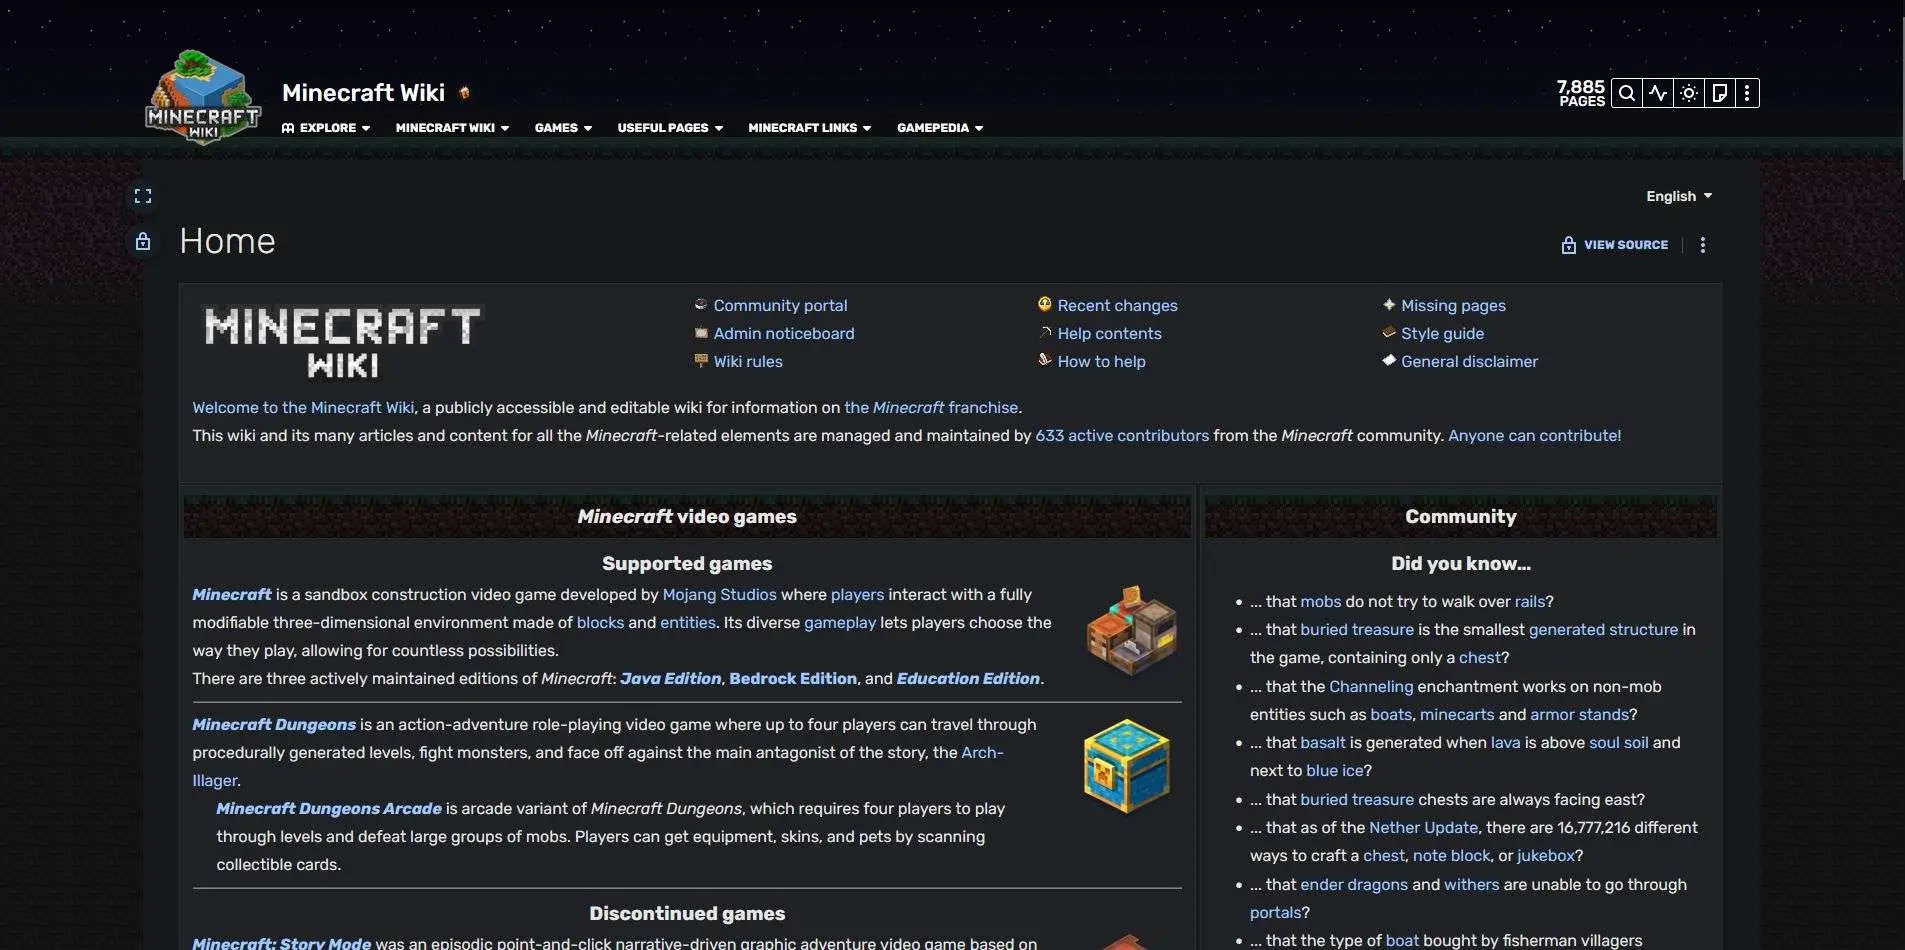 MINECRAFT
WIKI
Minecraft Wiki
7,885
PAGES
EXPLORE
MINECRAFT WIKI
GAMES
USEFUL PAGES
MINECRAFT LINKS
GAMEPEDIA
English
Home
VIEW SOURCE
MINECRAFT
WIKI
Community portal
Admin noticeboard
Wiki rules
Recent changes
Help contents
How to help
Missing pages
Style guide
General disclaimer
Welcome to the Minecraft Wiki, a publicly accessible and editable wiki for information on the Minecraft franchise.
This wiki and its many articles and content for all the Minecraft-related elements are managed and maintained by 633 active contributors from the Minecraft community. Anyone can contribute!
Minecraft video games
Supported games
Minecraft is a sandbox construction video game developed by Mojang Studios where players interact with a fully
modifiable three-dimensional environment made of blocks and entities. Its diverse gameplay lets players choose the
way they play, allowing for countless possibilities.
There are three actively maintained editions of Minecraft: Java Edition, Bedrock Edition, and Education Edition.
Minecraft Dungeons is an action-adventure role-playing video game where up to four players can travel through
procedurally generated levels, fight monsters, and face off against the main antagonist of the story, the Arch-
Illager.
Minecraft Dungeons Arcade is arcade variant of Minecraft Dungeons, which requires four players to play
through levels and defeat large groups of mobs. Players can get equipment, skins, and pets by scanning
collectible cards.
Discontinued games
Minecraft: Story Mode was an episodic point-and-click narrative-driven graphic adventure video game based on
Community
Did you know...
• ... that mobs do not try to walk over rails?
• ... that buried treasure is the smallest generated structure in
the game, containing only a chest?
• ... that the Channeling enchantment works on non-mob
entities such as boats, minecarts and armor stands?
• ... that basalt is generated when lava is above soul soil and
next to blue ice?
• ... that buried treasure chests are always facing east?
• ... that as of the Nether Update, there are 16,777,216 different
ways to craft a chest, note block, or jukebox?
• ... that ender dragons and withers are unable to go through
portals?
• ... that the type of boat bought by fisherman villagers